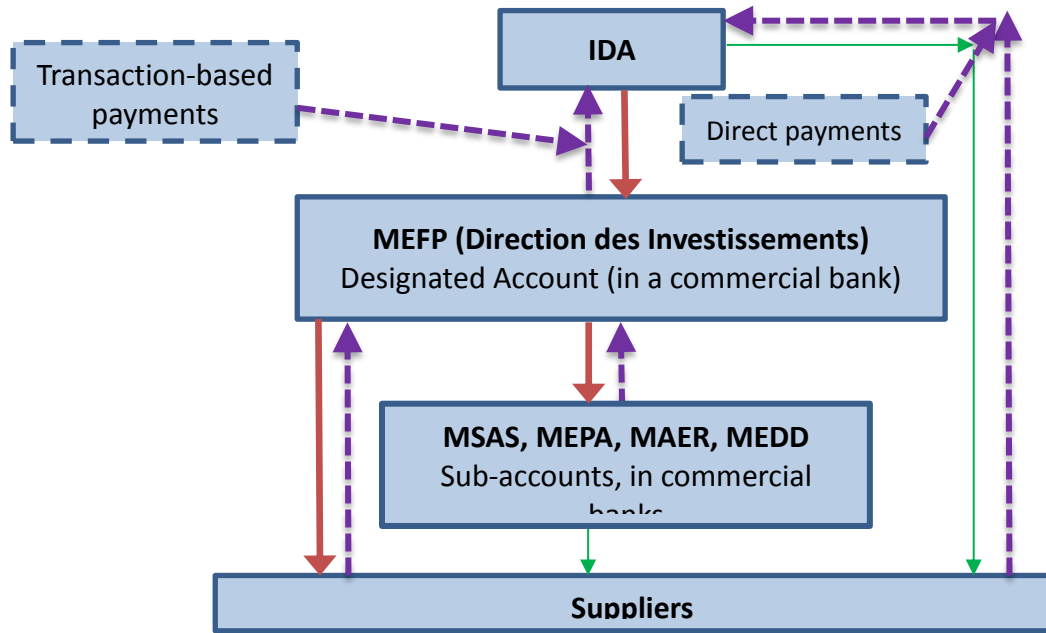 IDA
Transaction-based
payments
Direct payments
MEFP (Direction des Investissements)
Designated Account (in a commercial bank)
MSAS, MEPA, MAER, MEDD
Sub-accounts, in commercial
banks
Suppliers